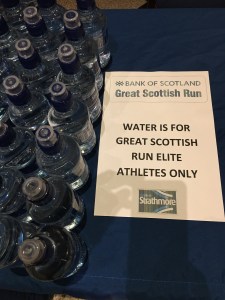 BANK OF SCOTLAND
Great Scottish Run
WATER IS FOR
GREAT SCOTTISH
RUN ELITE
ATHLETES ONLY
Strathmore